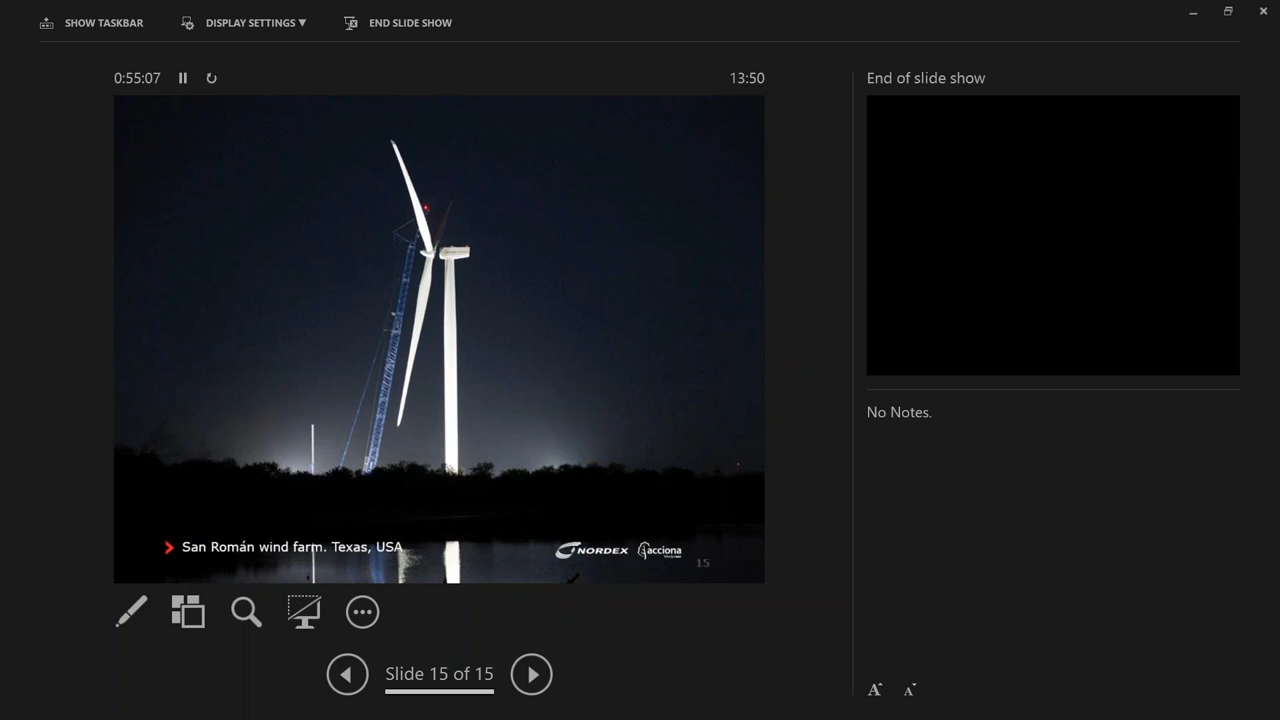 SHOW TASKBAR
DISPLAY SETTINGS ▼
END SLIDE SHOW
0:55:07
13:50
End of slide show
San Román wind farm. Texas, USA
NORDEX
acciona
15
No Notes.
Slide 15 of 15
A
A